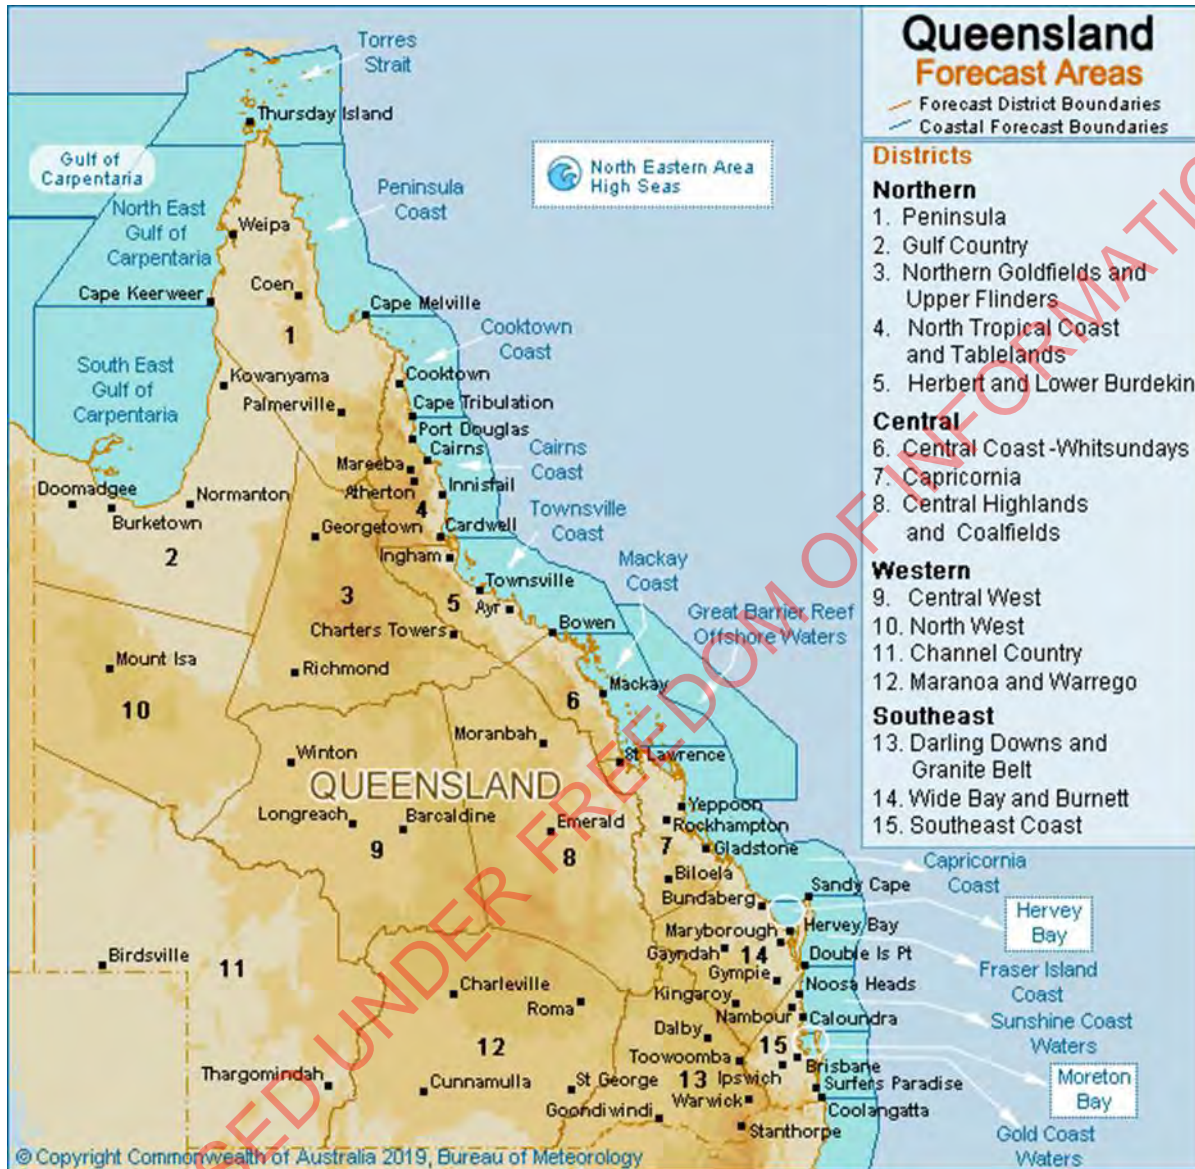 Queensland
Forecast Areas
Forecast District Boundaries
Coastal Forecast Boundaries
Districts
Northern
1. Peninsula
2. Gulf Country
3. Northern Goldfields and
Upper Flinders
4. North Tropical Coast
and Tablelands
5. Herbert and Lower Burdekin
Central
6. Central Coast -Whitsundays
7. Capricornia
8. Central Highlands
and Coalfields
Western
9. Central West
10. North West
11. Channel Country
12. Maranoa and Warrego
Southeast
13. Darling Downs and
Granite Belt
14. Wide Bay and Burnett
15. Southeast Coast
Torres
Strait
Thursday Island
Gulf of
Carpentaria
North Eastern Area
High Seas
Peninsula
Coast
North East
Gulf of
Carpentaria
Weipa
Coen
Cape Keerweer
Cape Melville
1
Cooktown
Coast
South East
Gulf of
Carpentaria
Kowanyama
Cooktown
Palmerville
Cape Tribulation
Port Douglas
Cairns
Cairns
Coast
Mareeba
Atherton
Innisfail
Doomadgee
Normanton
Burketown
4
Townsville
Coast
Georgetown
Cardwell
2
Ingham
Mackay
Coast
Townsville
3
5
Ayr
Great Barrier Reef
Offshore Waters
Charters Towers
Bowen
Mount Isa
Richmond
Mackay
10
6
Moranbah
Winton
St Lawrence
QUEENSLAND
Longreach
Barcaldine
Emerald
Yeppoon
Rockhampton
9
8
7
Gladstone
Capricornia
Coast
Biloela
Sandy Cape
Bundaberg
Hervey
Bay
Maryborough
Hervey Bay
Gayndah
14
Double Is Pt
Birdsville
11
Fraser Island
Coast
Gympie
Charleville
Noosa Heads
Roma
Kingaroy
Nambour
Caloundra
Sunshine Coast
Waters
Dalby
12
15
Toowoomba
Brisbane
Thargomindah
Cunnamulla
St George
13
Ipswich
Surfers Paradise
Moreton
Bay
Warwick
Goondiwindi
Coolangatta
Stanthorpe
Gold Coast
Waters
© Copyright Commonwealth of Australia 2019, Bureau of Meteorology
SED UNDER FREEDOM OF INFORMATIO